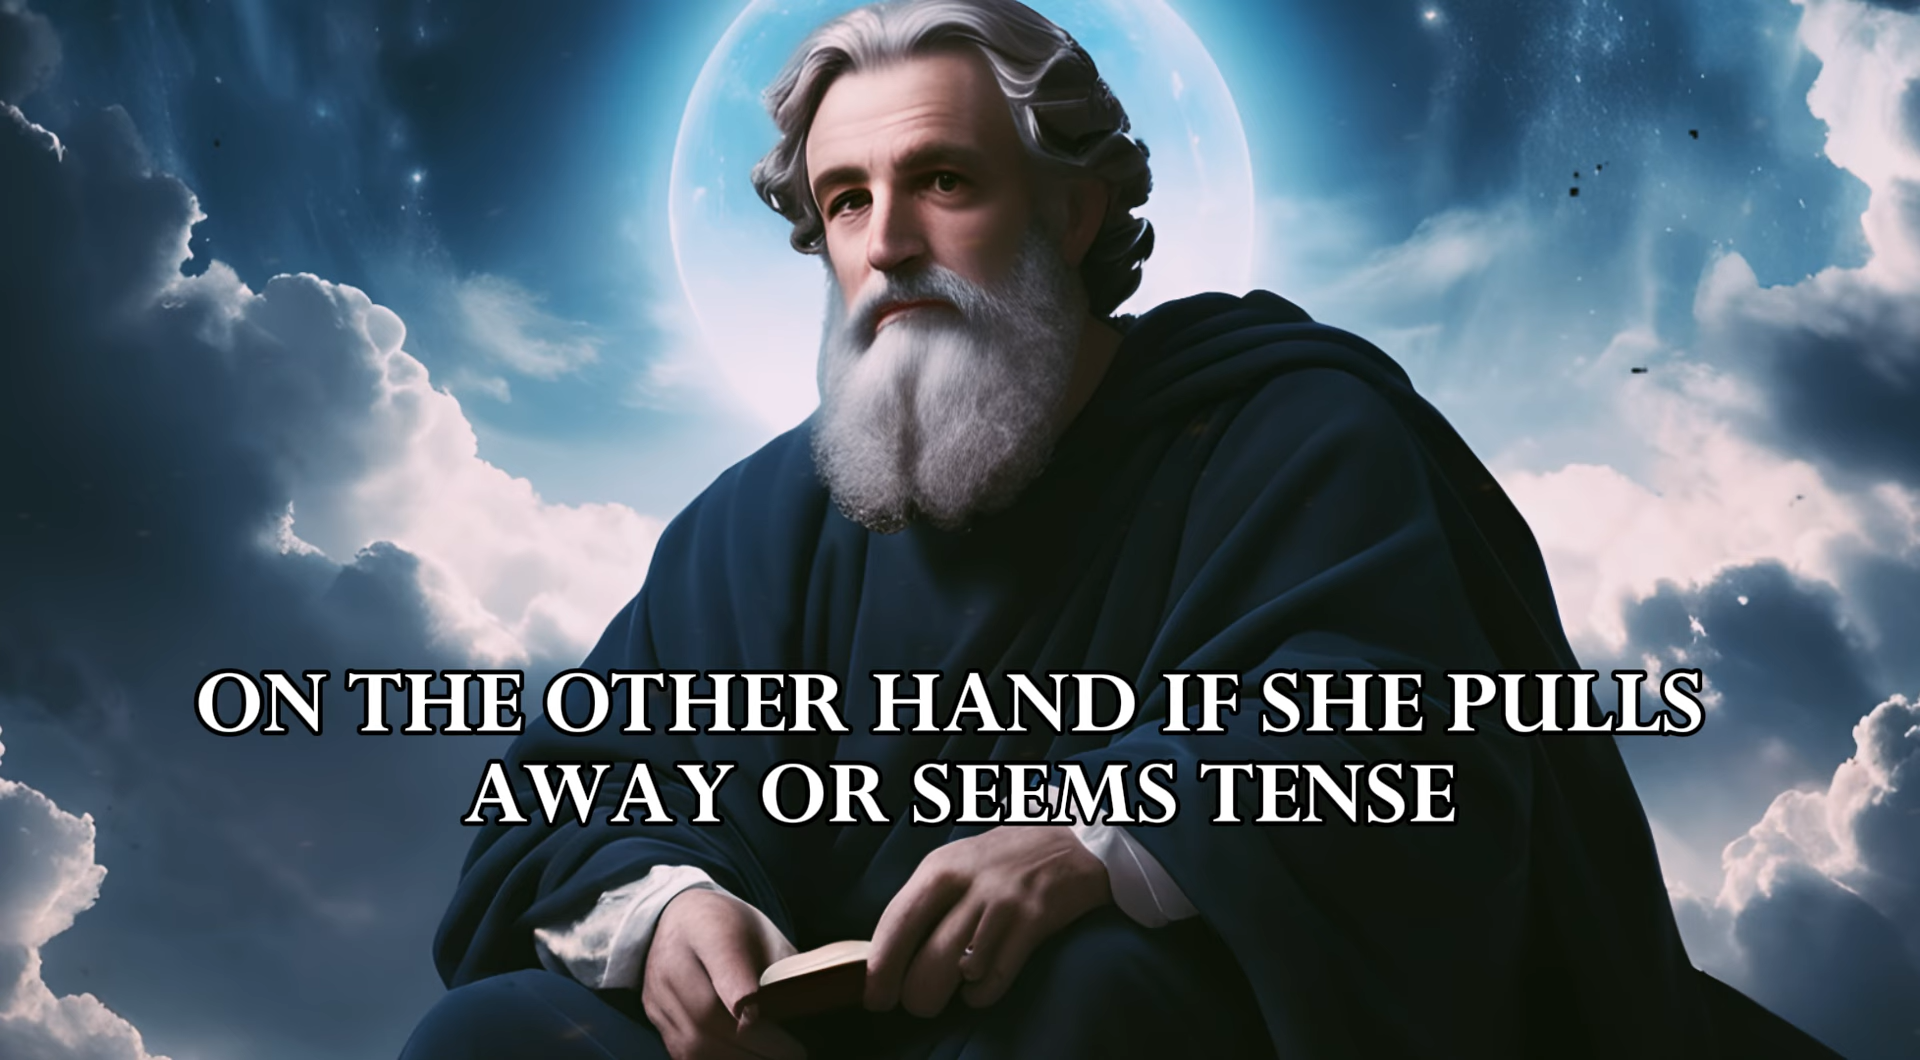 ON THE OTHER HAND IF SHE PULLS
AWAY OR SEEMS TENSE